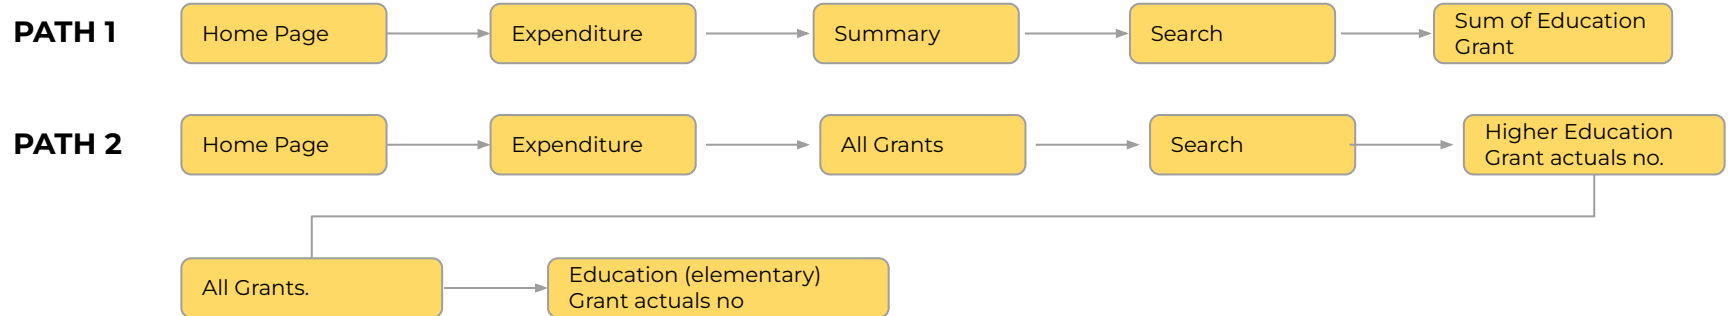 PATH 1
Home Page
Expenditure
Summary
Search
Sum of Education
Grant
PATH 2
Home Page
Expenditure
All Grants
Search
Higher Education
Grant actuals no.
All Grants.
Education (elementary)
Grant actuals no